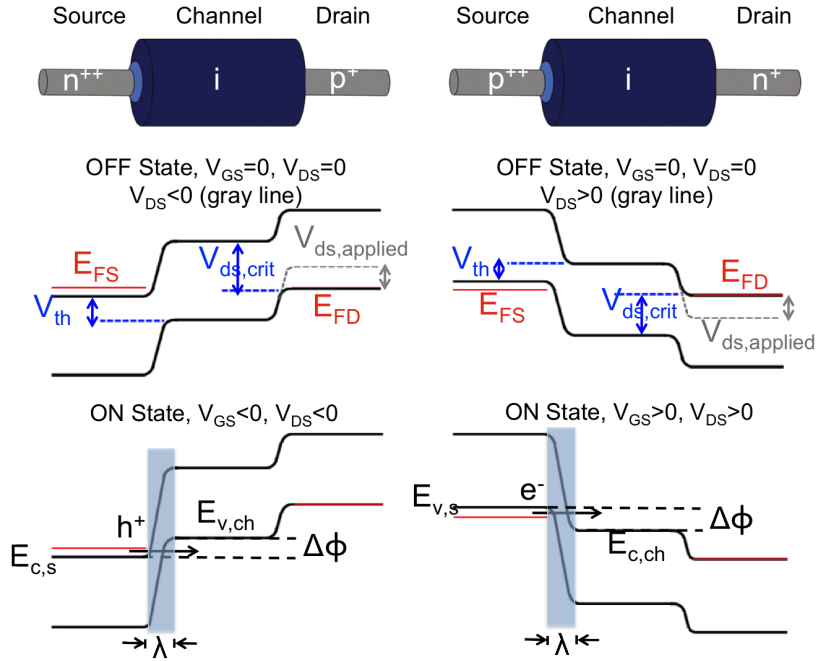 Source Channel Drain
n++ i p+
OFF State, VGS=0, VDS=0
VDS<0 (gray line)
Vds,applied
Vds,crit
EFS
Vth
EFD
ON State, VGS<0, VDS<0
h+
Ev,ch
Δϕ
Ec,s
λ
Source Channel Drain
p++ i n+
OFF State, VGS=0, VDS=0
VDS>0 (gray line)
Vth
EFD
EFS
Vds,crit
Vds,applied
ON State, VGS>0, VDS>0
Ev,s
e-
Δϕ
Ec,ch
λ